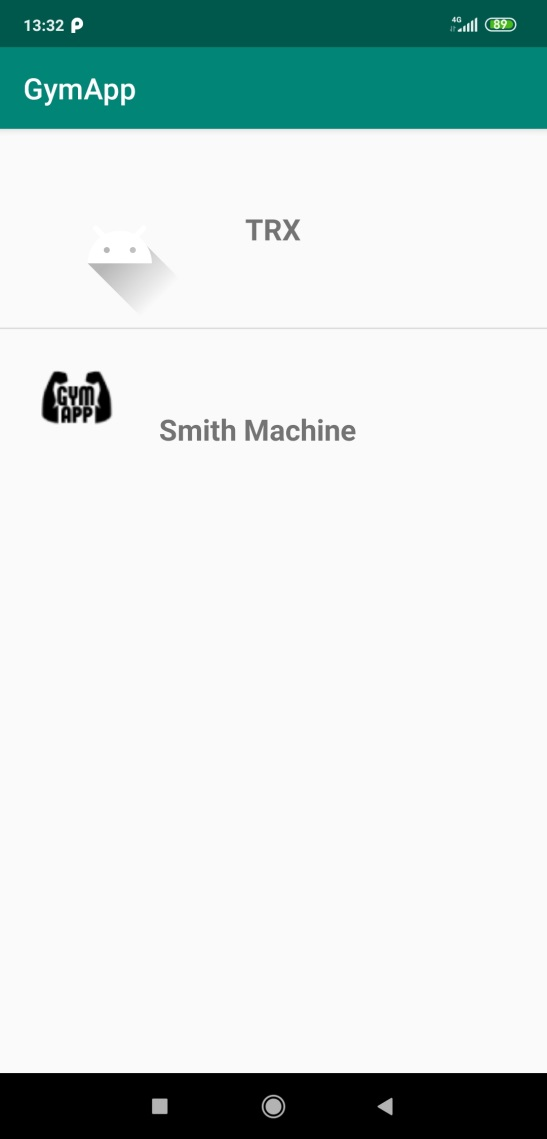 13:32
4G
89
GymApp
TRX
GYM
APP
Smith Machine